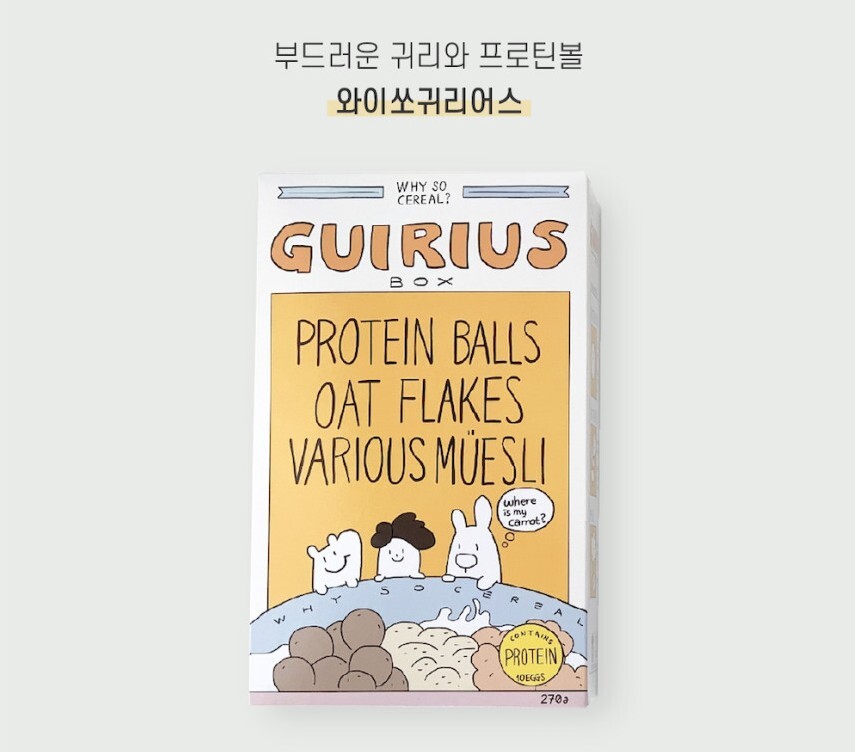 부드러운 귀리와 프로틴볼
와이쏘귀리어스
WHY SO
CEREAL?
GUIRIUS
BOX
PROTEIN BALLS
OAT FLAKES
VARIOUS MÜESLI
where
is my
carrot?
WHY SO CEREAL
CONTAINS
PROTEIN
10EGGS
270g